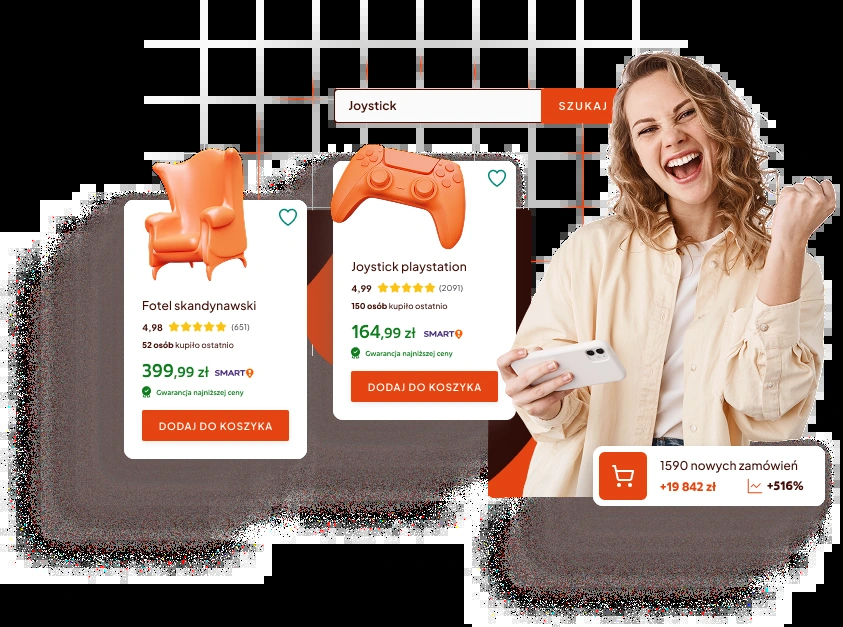 Joystick
SZUKAJ
Fotel skandynawski
4,98 (651)
52 osób kupiło ostatnio
399,99 zł SMART
Gwarancja najniższej ceny
DODAJ DO KOSZYKA
Joystick playstation
4,99 (2091)
150 osób kupiło ostatnio
164,99 zł SMART
Gwarancja najniższej ceny
DODAJ DO KOSZYKA
1590 nowych zamówień
+19 842 zł +516%